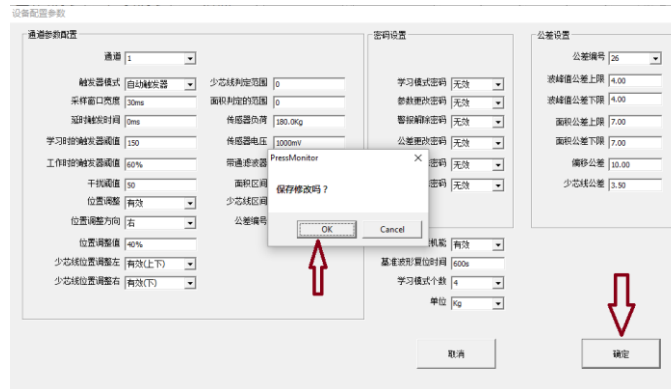 设备配置参数
通道参数配置
通道 1
触发器模式 自动触发器
采样窗口宽度 30ms
延时触发时间 0ms
学习时的触发器阈值 150
工作时的触发器阈值 60%
干扰阈值 50
位置调整 有效
位置调整方向 右
位置调整值 40%
少芯线位置调整左 有效(上下)
少芯线位置调整右 有效(下)
少芯线判定范围 0
面积判定的范围 0
传感器负荷 180.0Kg
传感器电压 1000mV
带通滤波器
面积区间
少芯线区间
公差编号
密码设置
学习模式密码 无效
参数更改密码 无效
警报解除密码 无效
公差更改密码 无效
密码 无效
密码 无效
机能 有效
基准波形复位时间 600s
学习模式个数 4
单位 Kg
公差设置
公差编号 26
波峰值公差上限 4.00
波峰值公差下限 4.00
面积公差上限 7.00
面积公差下限 7.00
偏移公差 10.00
少芯线公差 3.50
PressMonitor
保存修改吗？
OK Cancel
取消 确定